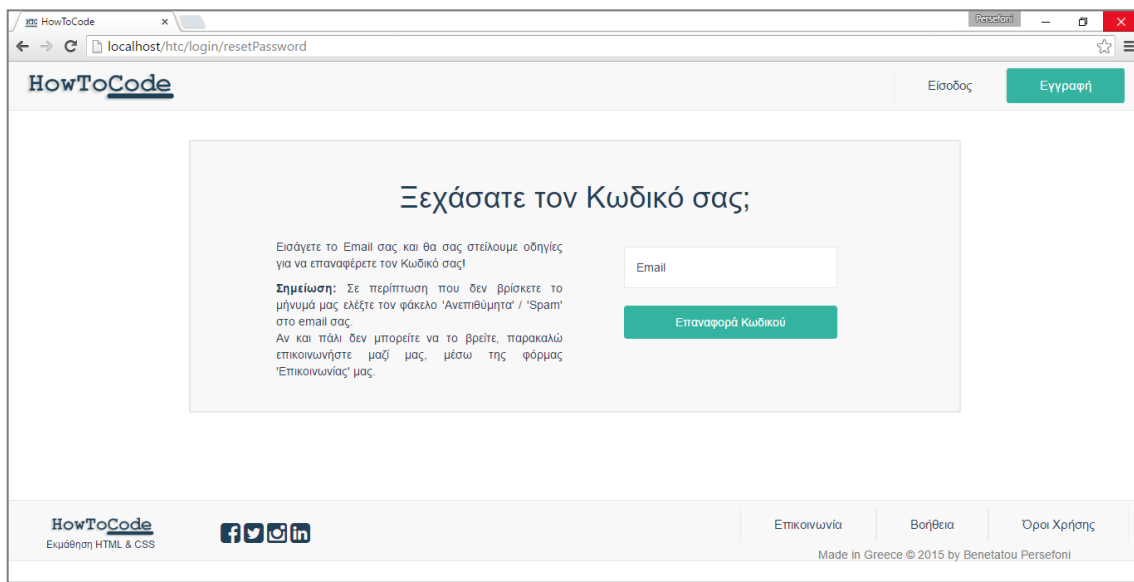 HTC HowToCode
Persefoni
localhost/htc/login/resetPassword
HowToCode
Είσοδος
Εγγραφή
Ξεχάσατε τον Κωδικό σας;
Εισάγετε το Email σας και θα σας στείλουμε οδηγίες
για να επαναφέρετε τον Κωδικό σας!
Σημείωση: Σε περίπτωση που δεν βρίσκετε το
μήνυμά μας ελέξτε τον φάκελο 'Ανεπιθύμητα' / 'Spam'
στο email σας.
Αν και πάλι δεν μπορείτε να το βρείτε, παρακαλώ
επικοινωνήστε μαζί μας, μέσω της φόρμας
'Επικοινωνίας' μας.
Email
Επαναφορά Κωδικού
HowToCode
Εκμάθηση HTML & CSS
Επικοινωνία
Βοήθεια
Όροι Χρήσης
Made in Greece © 2015 by Benetatou Persefoni